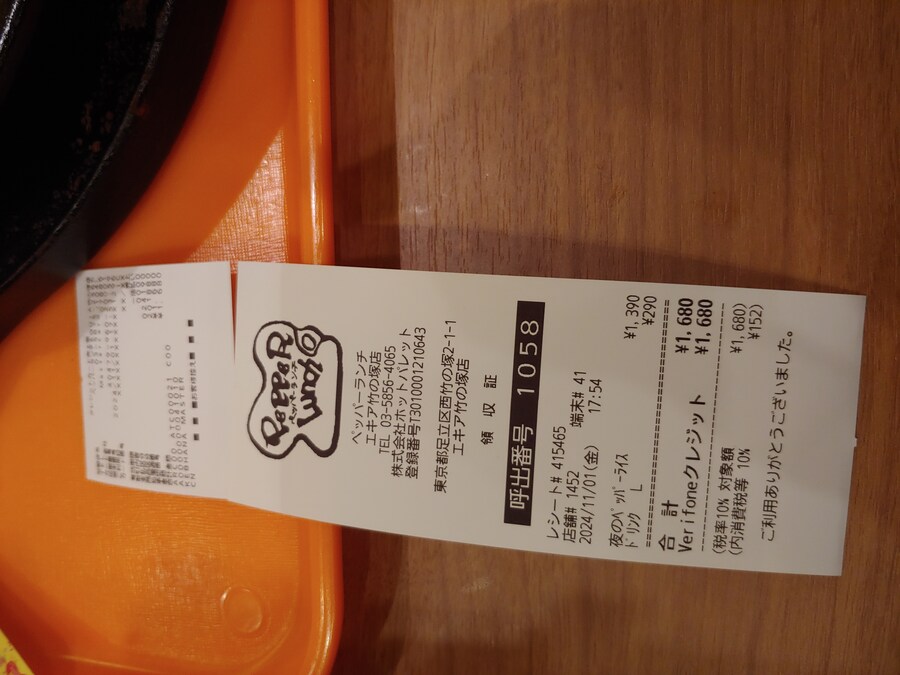 PePPeR
ペッパーランチ
Lunch
ペッパーランチ
エキア竹の塚店
TEL 03-5856-4065
株式会社ホットパレット
登録番号T3010001210643
東京都足立区西竹の塚2-1-1
エキア竹の塚店
領 収 証
呼出番号 1058
レシート# 415465
店舗# 1452 端末# 41
2024/11/01(金) 17:54
夜のペッパーライス ¥1,390
ドリンク L ¥290
合 計 ¥1,680
Verifoneクレジット ¥1,680
(税率10% 対象額 ¥1,680)
(内消費税等 10% ¥152)
ご利用ありがとうございました。